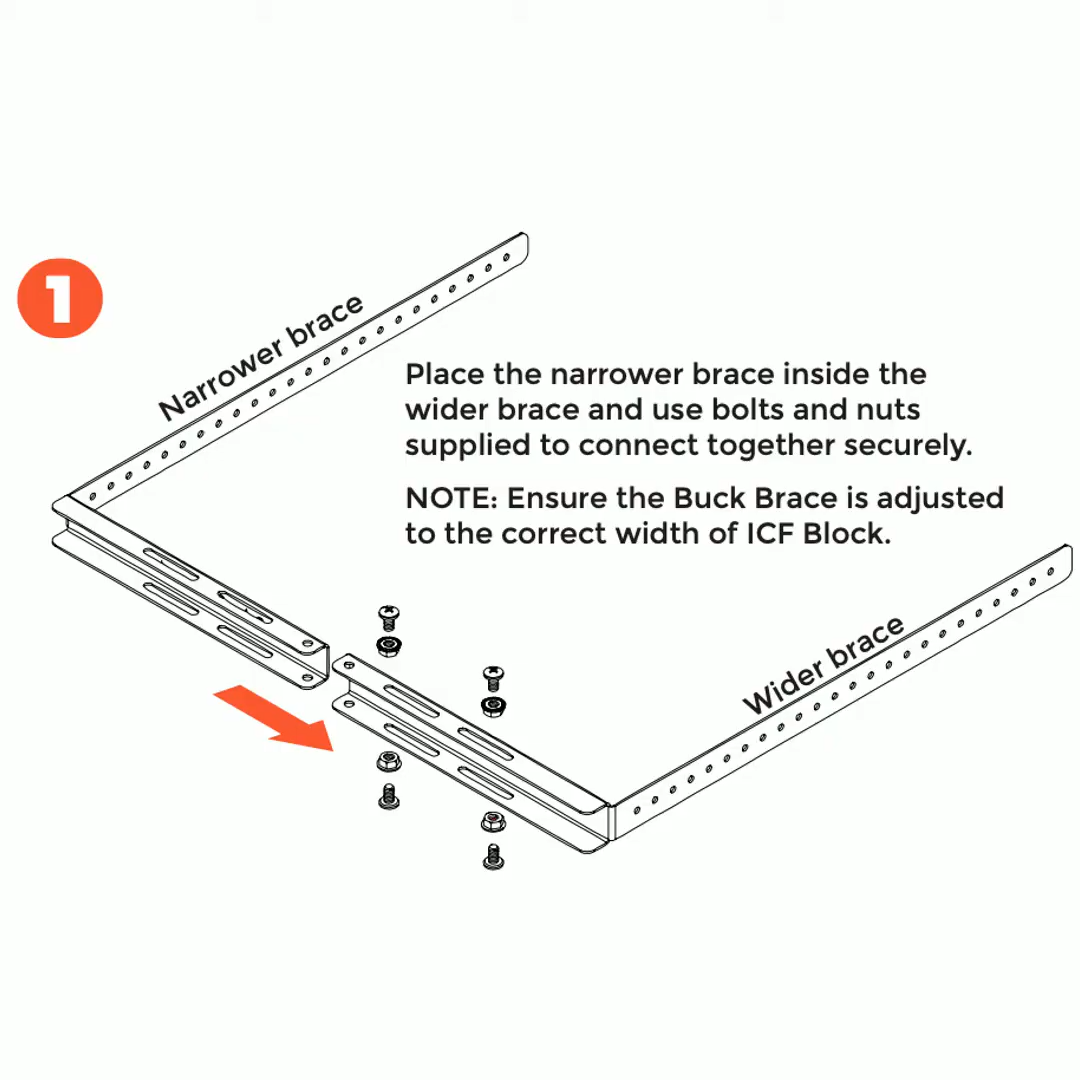 1
Narrower brace
Place the narrower brace inside the
wider brace and use bolts and nuts
supplied to connect together securely.
NOTE: Ensure the Buck Brace is adjusted
to the correct width of ICF Block.
Wider brace